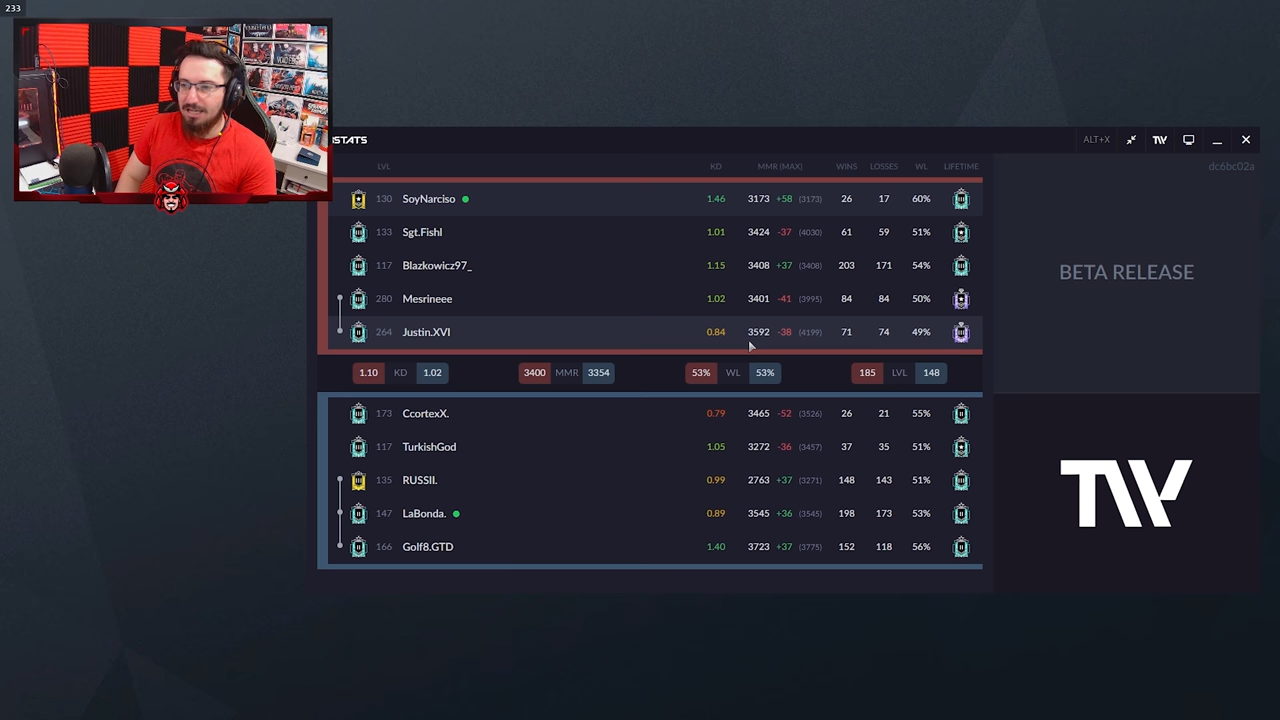 233
STATS
ALT+X TW
LVL KD MMR (MAX) WINS LOSSES WL LIFETIME
dc6bc02a
130 SoyNarciso 1.46 3173 +58 (3173) 26 17 60%
133 Sgt.Fishl 1.01 3424 -37 (4030) 61 59 51%
117 Blazkowicz97_ 1.15 3408 +37 (3408) 203 171 54%
280 Mesrineee 1.02 3401 -41 (3995) 84 84 50%
264 Justin.XVI 0.84 3592 -38 (4199) 71 74 49%
BETA RELEASE
1.10 KD 1.02 3400 MMR 3354 53% WL 53% 185 LVL 148
173 CcortexX. 0.79 3465 -52 (3526) 26 21 55%
117 TurkishGod 1.05 3272 -36 (3457) 37 35 51%
135 RUSSII. 0.99 2763 +37 (3271) 148 143 51%
147 LaBonda. 0.89 3545 +36 (3545) 198 173 53%
166 Golf8.GTD 1.40 3723 +37 (3775) 152 118 56%
TW